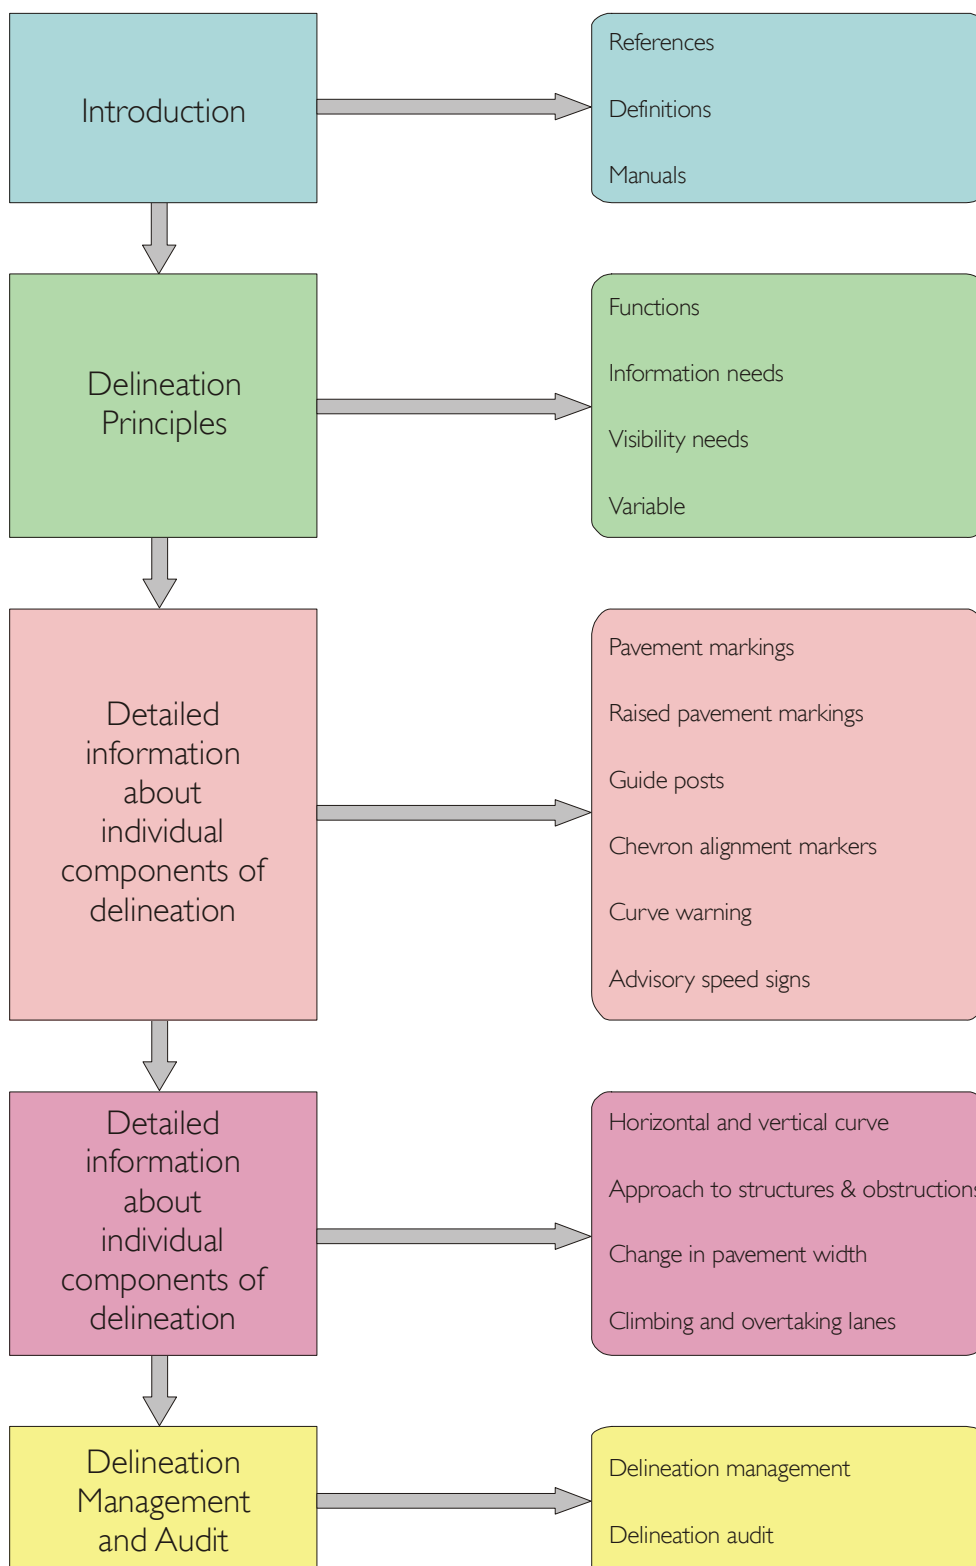 Introduction
References
Definitions
Manuals
Delineation
Principles
Functions
Information needs
Visibility needs
Variable
Detailed
information
about
individual
components of
delineation
Pavement markings
Raised pavement markings
Guide posts
Chevron alignment markers
Curve warning
Advisory speed signs
Detailed
information
about
individual
components of
delineation
Horizontal and vertical curve
Approach to structures & obstructions
Change in pavement width
Climbing and overtaking lanes
Delineation
Management
and Audit
Delineation management
Delineation audit